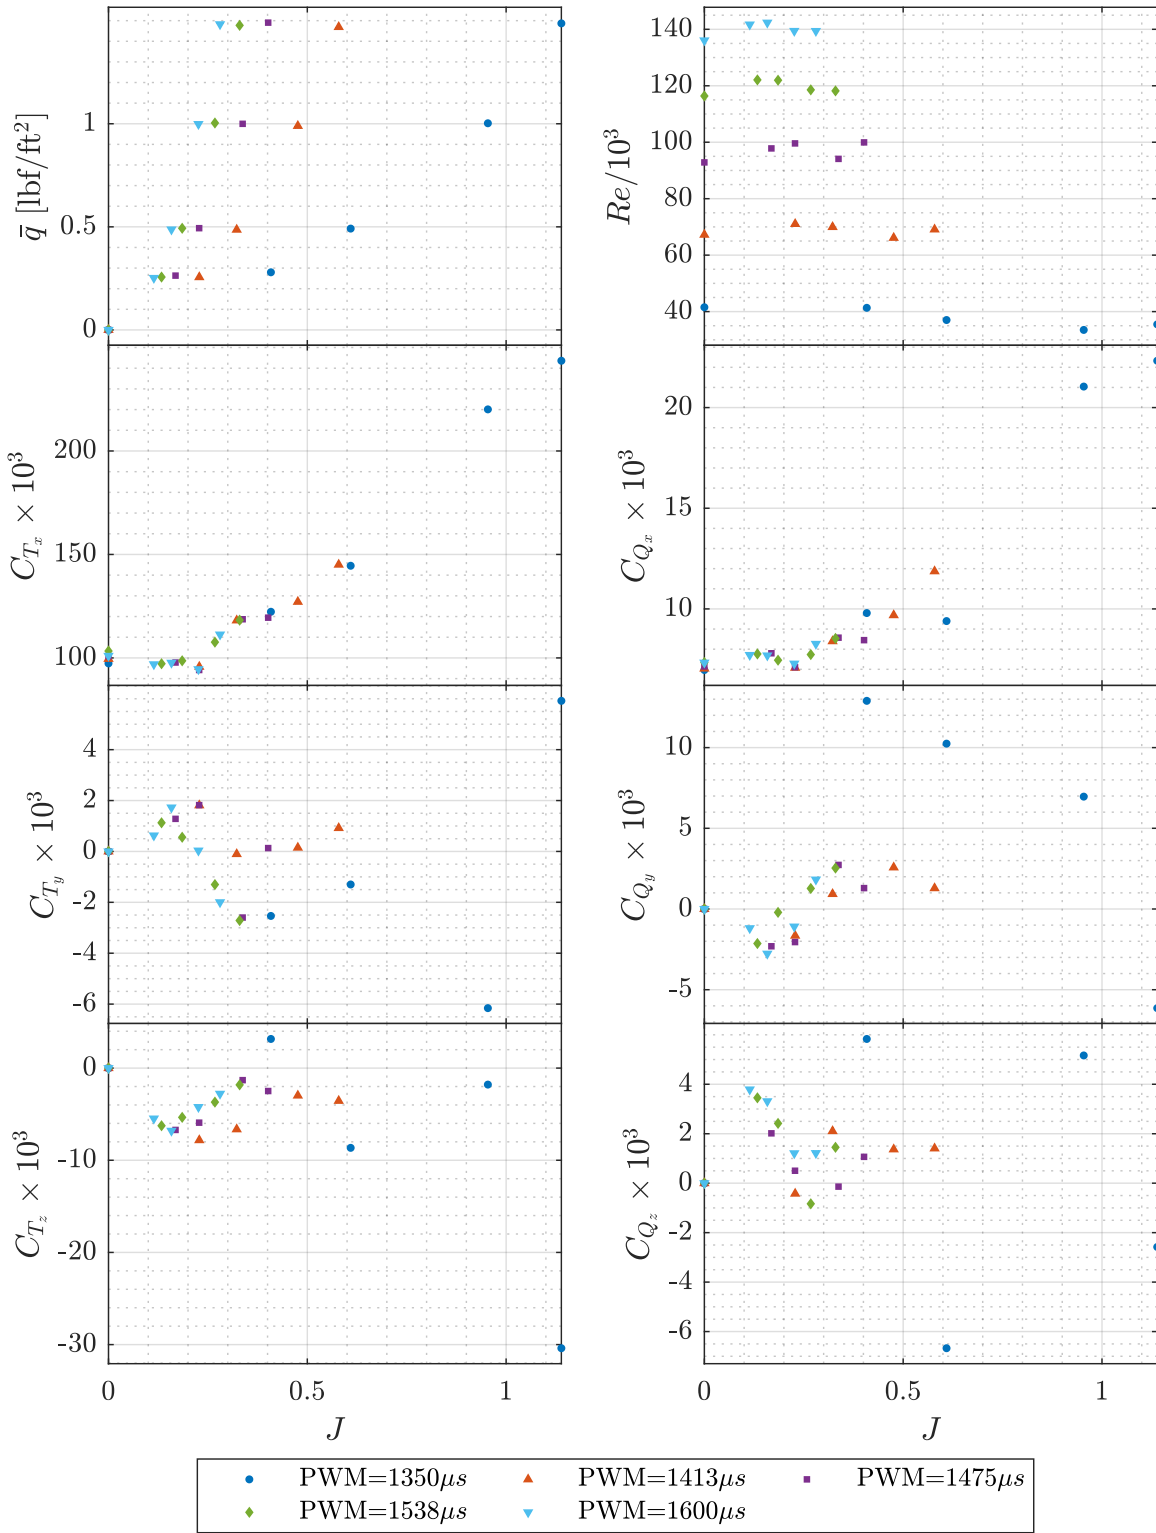 1
0.5
0
q̄ [lbf/ft²]
140
120
100
80
60
40
Re/10³
200
150
100
C_{T_x} × 10³
20
15
10
C_{Q_x} × 10³
4
2
0
-2
-4
-6
C_{T_y} × 10³
10
5
0
-5
C_{Q_y} × 10³
0
-10
-20
-30
C_{T_z} × 10³
4
2
0
-2
-4
-6
C_{Q_z} × 10³
0 0.5 1
J
0 0.5 1
J
PWM=1350μs PWM=1413μs PWM=1475μs
PWM=1538μs PWM=1600μs